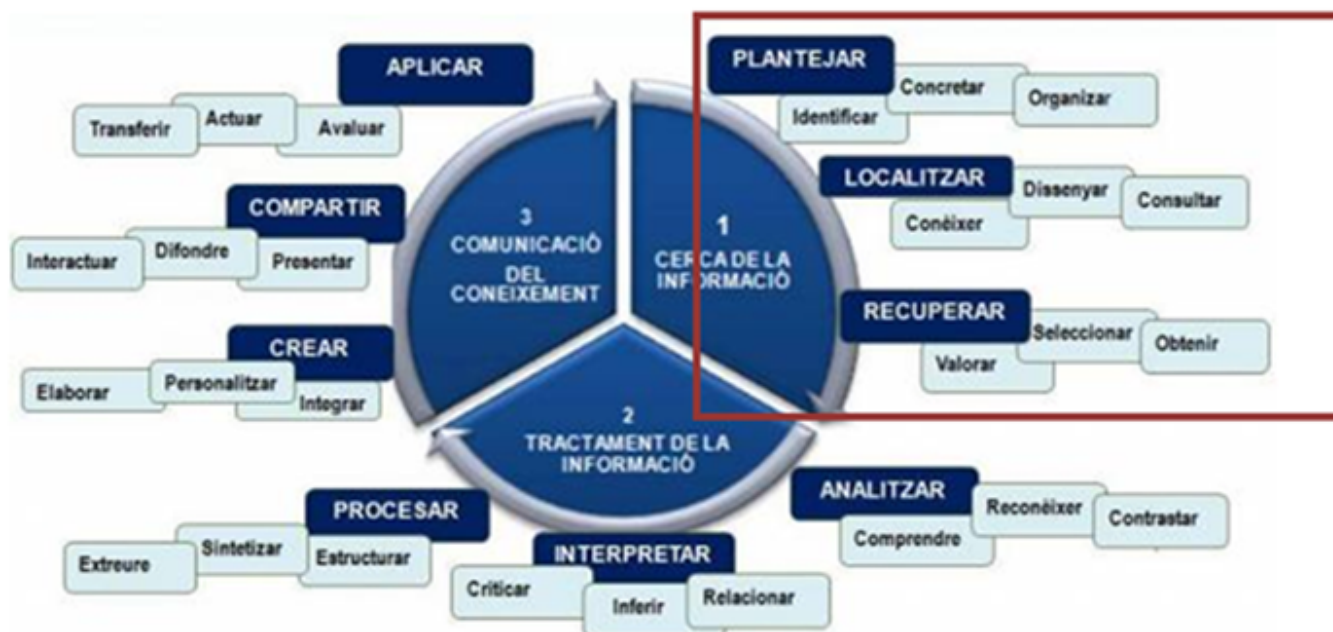 PLANTEJAR
Identificar
Concretar
Organizar
LOCALITZAR
Conèixer
Dissenyar
Consultar
RECUPERAR
Valorar
Seleccionar
Obtenir
1
CERCA DE LA
INFORMACIÓ
ANALITZAR
Comprendre
Reconèixer
Contrastar
INTERPRETAR
Criticar
Inferir
Relacionar
PROCESAR
Extreure
Sintetizar
Estructurar
2
TRACTAMENT DE LA
INFORMACIÓ
CREAR
Elaborar
Personalitzar
Integrar
COMPARTIR
Interactuar
Difondre
Presentar
APLICAR
Transferir
Actuar
Avaluar
3
COMUNICACIÓ
DEL
CONEIXEMENT